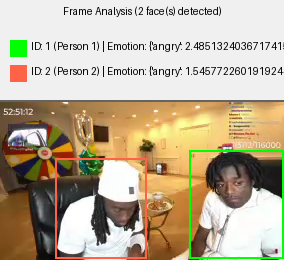 Frame Analysis (2 face(s) detected)
ID: 1 (Person 1) | Emotion: {'angry': 2.485132403671741
ID: 2 (Person 2) | Emotion: {'angry': 1.545772260191924
52:51:12